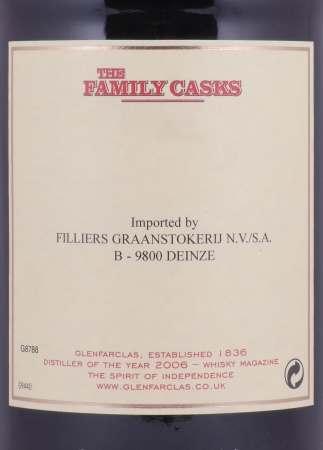 THE
FAMILY CASKS
Imported by
FILLIERS GRAANSTOKERIJ N.V./S.A.
B - 9800 DEINZE
G8788
GLENFARCLAS, ESTABLISHED 1836
DISTILLER OF THE YEAR 2006 – WHISKY MAGAZINE
THE SPIRIT OF INDEPENDENCE
09440
WWW.GLENFARCLAS.CO.UK